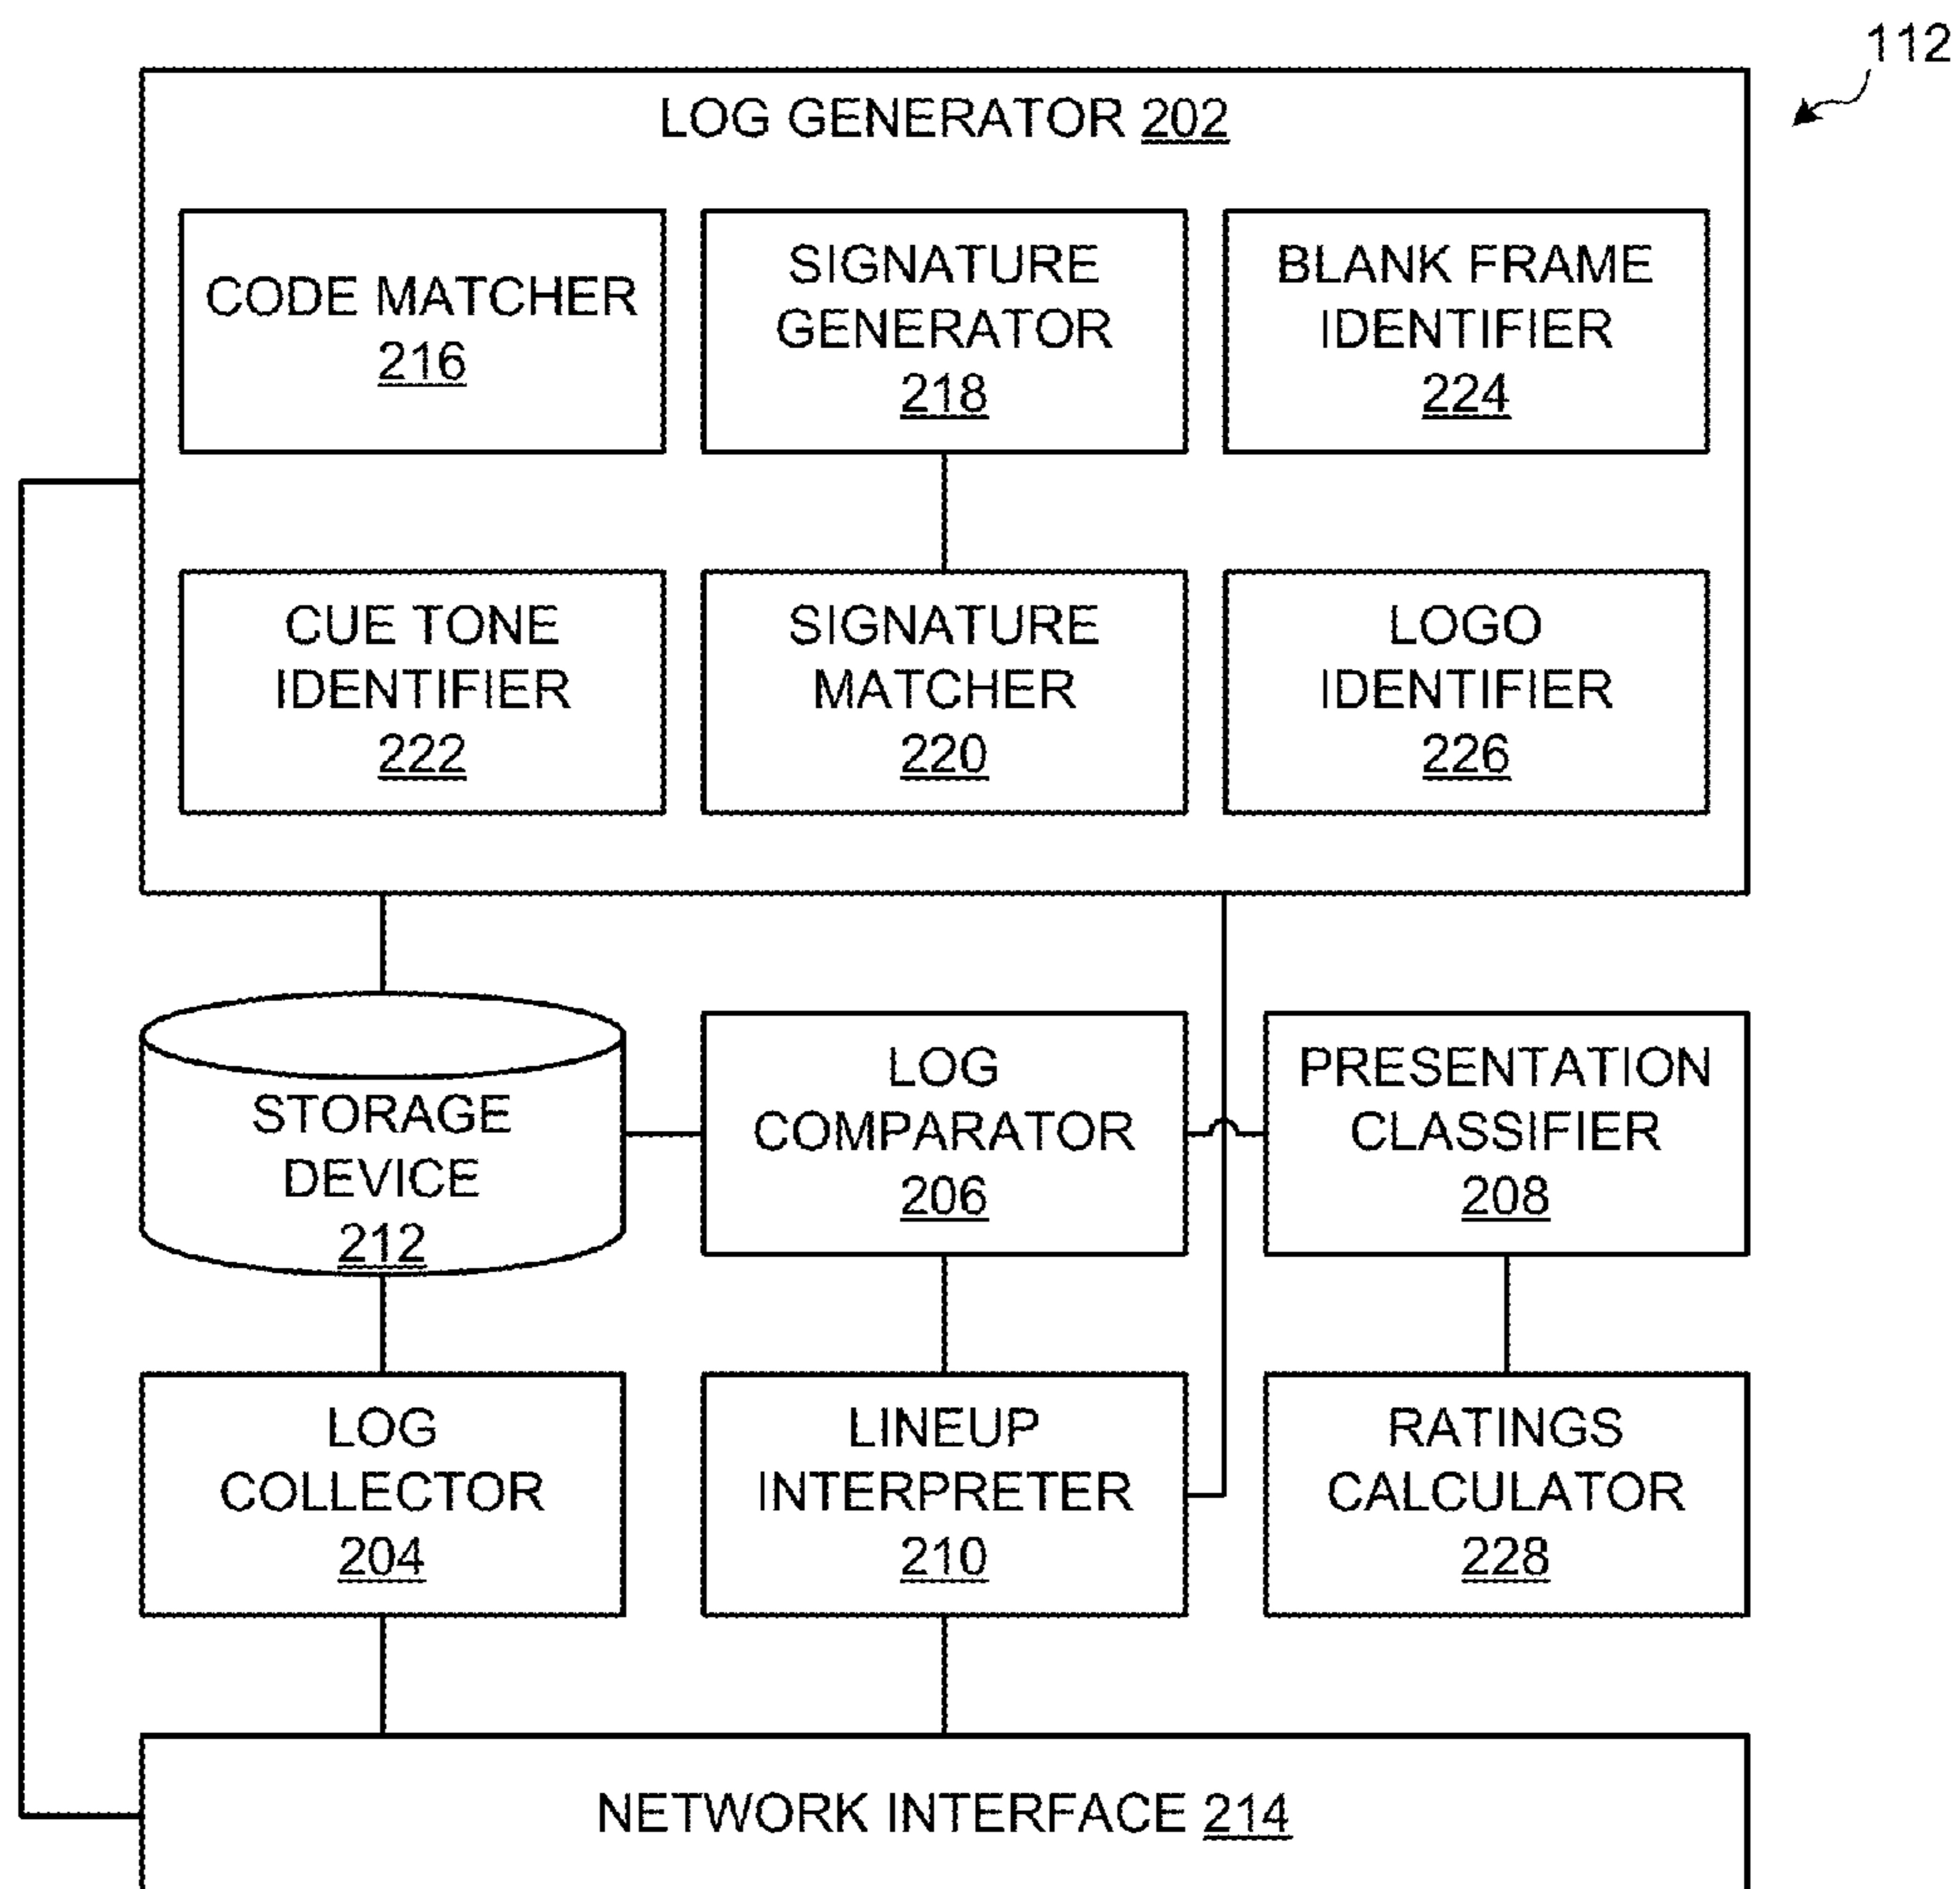 112
LOG GENERATOR 202
CODE MATCHER
216
SIGNATURE
GENERATOR
218
BLANK FRAME
IDENTIFIER
224
CUE TONE
IDENTIFIER
222
SIGNATURE
MATCHER
220
LOGO
IDENTIFIER
226
STORAGE
DEVICE
212
LOG
COMPARATOR
206
PRESENTATION
CLASSIFIER
208
LOG
COLLECTOR
204
LINEUP
INTERPRETER
210
RATINGS
CALCULATOR
228
NETWORK INTERFACE 214